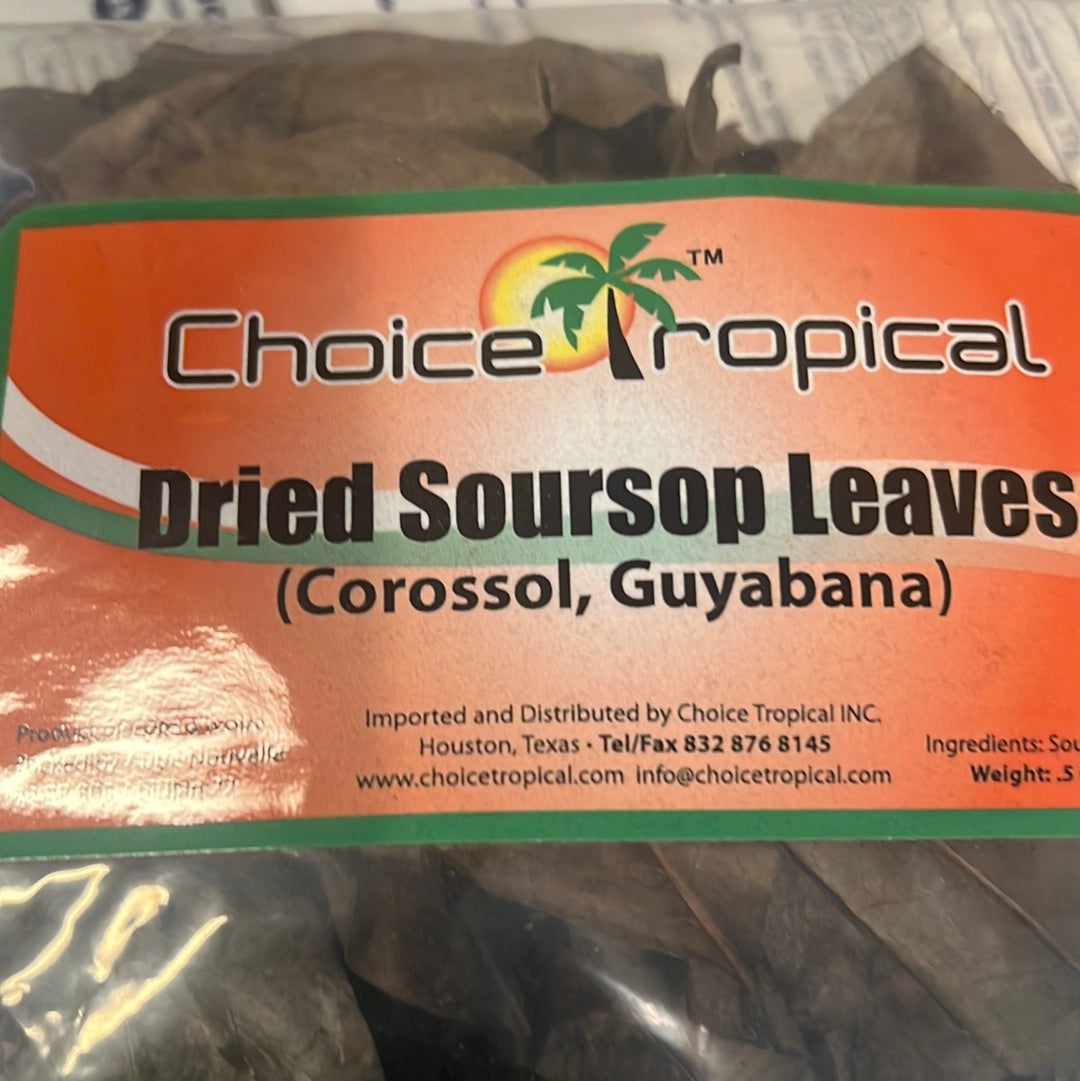 Choice Tropical TM
Dried Soursop Leaves
(Corossol, Guyabana)
Imported and Distributed by Choice Tropical INC.
Houston, Texas • Tel/Fax 832 876 8145
www.choicetropical.com info@choicetropical.com
Ingredients:
Weight: .5